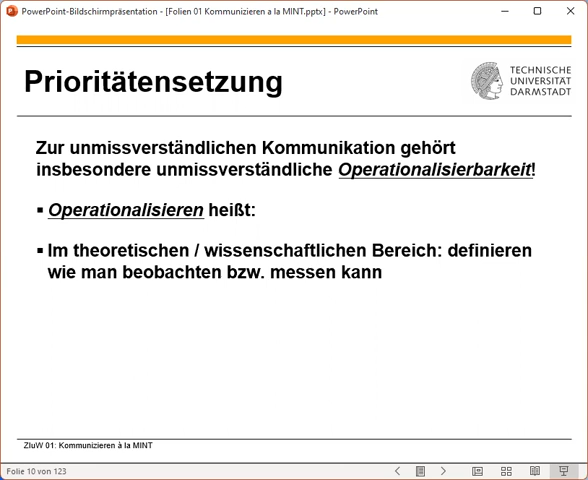 PowerPoint-Bildschirmpräsentation - [Folien 01 Kommunizieren a la MINT.pptx] - PowerPoint
Prioritätensetzung
TECHNISCHE
UNIVERSITÄT
DARMSTADT
Zur unmissverständlichen Kommunikation gehört
insbesondere unmissverständliche Operationalisierbarkeit!
▪ Operationalisieren heißt:
▪ Im theoretischen / wissenschaftlichen Bereich: definieren
wie man beobachten bzw. messen kann
ZIuW 01: Kommunizieren à la MINT
Folie 10 von 123